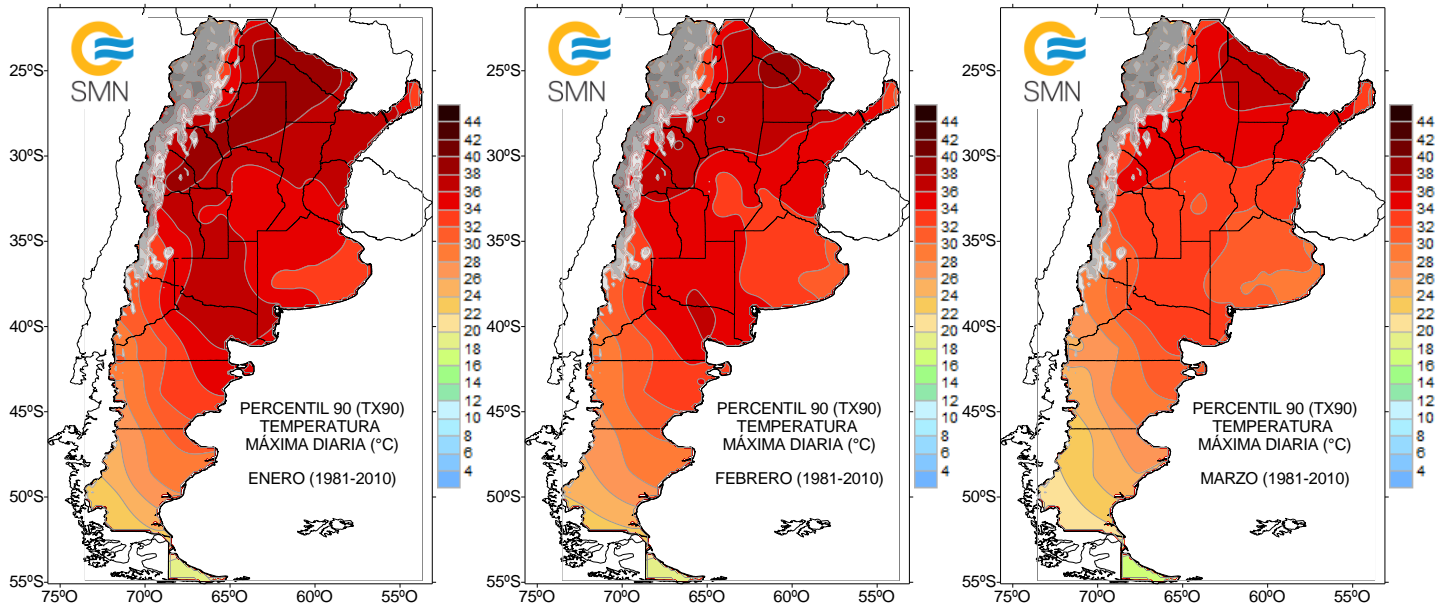 SMN
25ºS
30ºS
35ºS
40ºS
45ºS
50ºS
55ºS
75ºO 70ºO 65ºO 60ºO 55ºO
44
42
40
38
36
34
32
30
28
26
24
22
20
18
16
14
12
10
8
6
4
PERCENTIL 90 (TX90)
TEMPERATURA
MÁXIMA DIARIA (°C)
ENERO (1981-2010)
SMN
25ºS
30ºS
35ºS
40ºS
45ºS
50ºS
55ºS
75ºO 70ºO 65ºO 60ºO 55ºO
44
42
40
38
36
34
32
30
28
26
24
22
20
18
16
14
12
10
8
6
4
PERCENTIL 90 (TX90)
TEMPERATURA
MÁXIMA DIARIA (°C)
FEBRERO (1981-2010)
SMN
25ºS
30ºS
35ºS
40ºS
45ºS
50ºS
55ºS
75ºO 70ºO 65ºO 60ºO 55ºO
44
42
40
38
36
34
32
30
28
26
24
22
20
18
16
14
12
10
8
6
4
PERCENTIL 90 (TX90)
TEMPERATURA
MÁXIMA DIARIA (°C)
MARZO (1981-2010)